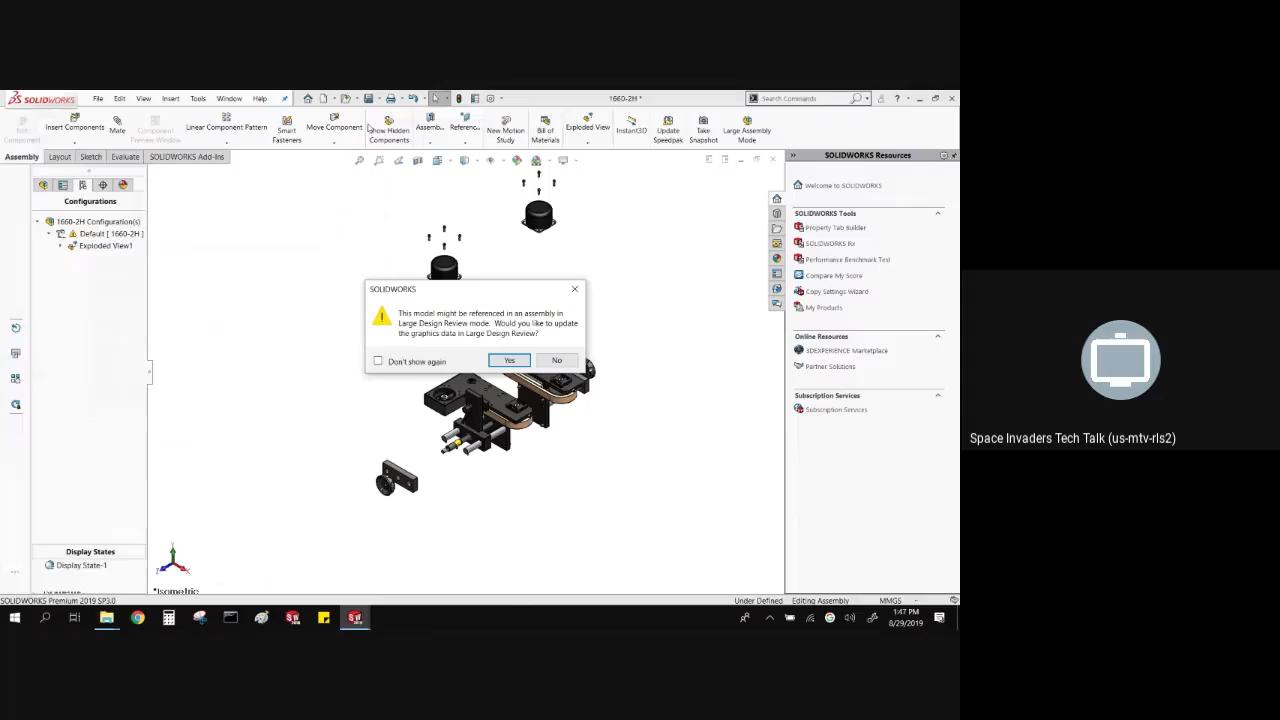 SOLIDWORKS
File Edit View Insert Tools Window Help
1660-2H *
Search Commands
Insert Components
Mate
Component Preview Window
Linear Component Pattern
Smart Fasteners
Move Component
Show Hidden Components
Assemb...
Referenc...
New Motion Study
Bill of Materials
Exploded View
Instant3D
Update Speedpak
Take Snapshot
Large Assembly Mode
Assembly Layout Sketch Evaluate SOLIDWORKS Add-Ins
Configurations
1660-2H Configuration(s)
Default [ 1660-2H ]
Exploded View1
SOLIDWORKS
This model might be referenced in an assembly in
Large Design Review mode. Would you like to update
the graphics data in Large Design Review?
Don't show again
Yes
No
SOLIDWORKS Resources
Welcome to SOLIDWORKS
SOLIDWORKS Tools
Property Tab Builder
SOLIDWORKS Rx
Performance Benchmark Test
Compare My Score
Copy Settings Wizard
My Products
Online Resources
3DEXPERIENCE Marketplace
Partner Solutions
Subscription Services
Subscription Services
Space Invaders Tech Talk (us-mtv-rls2)
Display States
Display State-1
*Isometric
SOLIDWORKS Premium 2019 SP3.0
Under Defined Editing Assembly MMGS
1:47 PM
8/29/2019